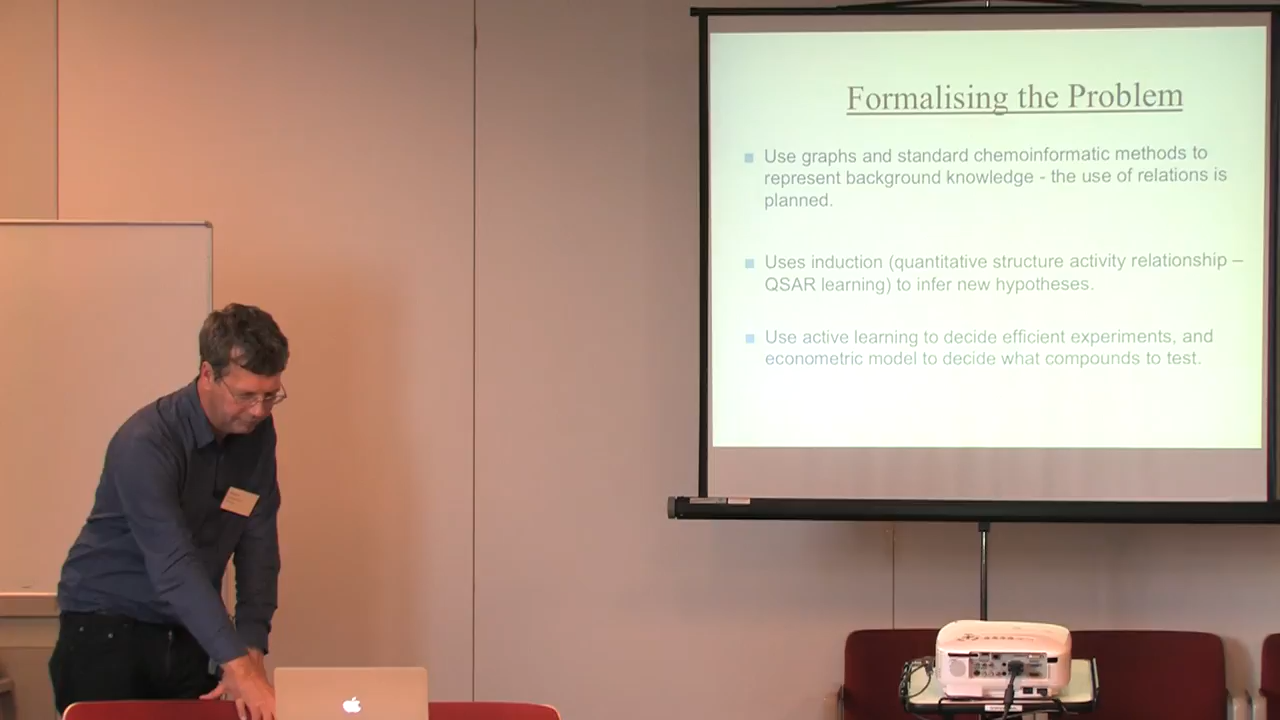 Formalising the Problem
Use graphs and standard chemoinformatic methods to
represent background knowledge - the use of relations is
planned.
Uses induction (quantitative structure activity relationship –
QSAR learning) to infer new hypotheses.
Use active learning to decide efficient experiments, and
econometric model to decide what compounds to test.